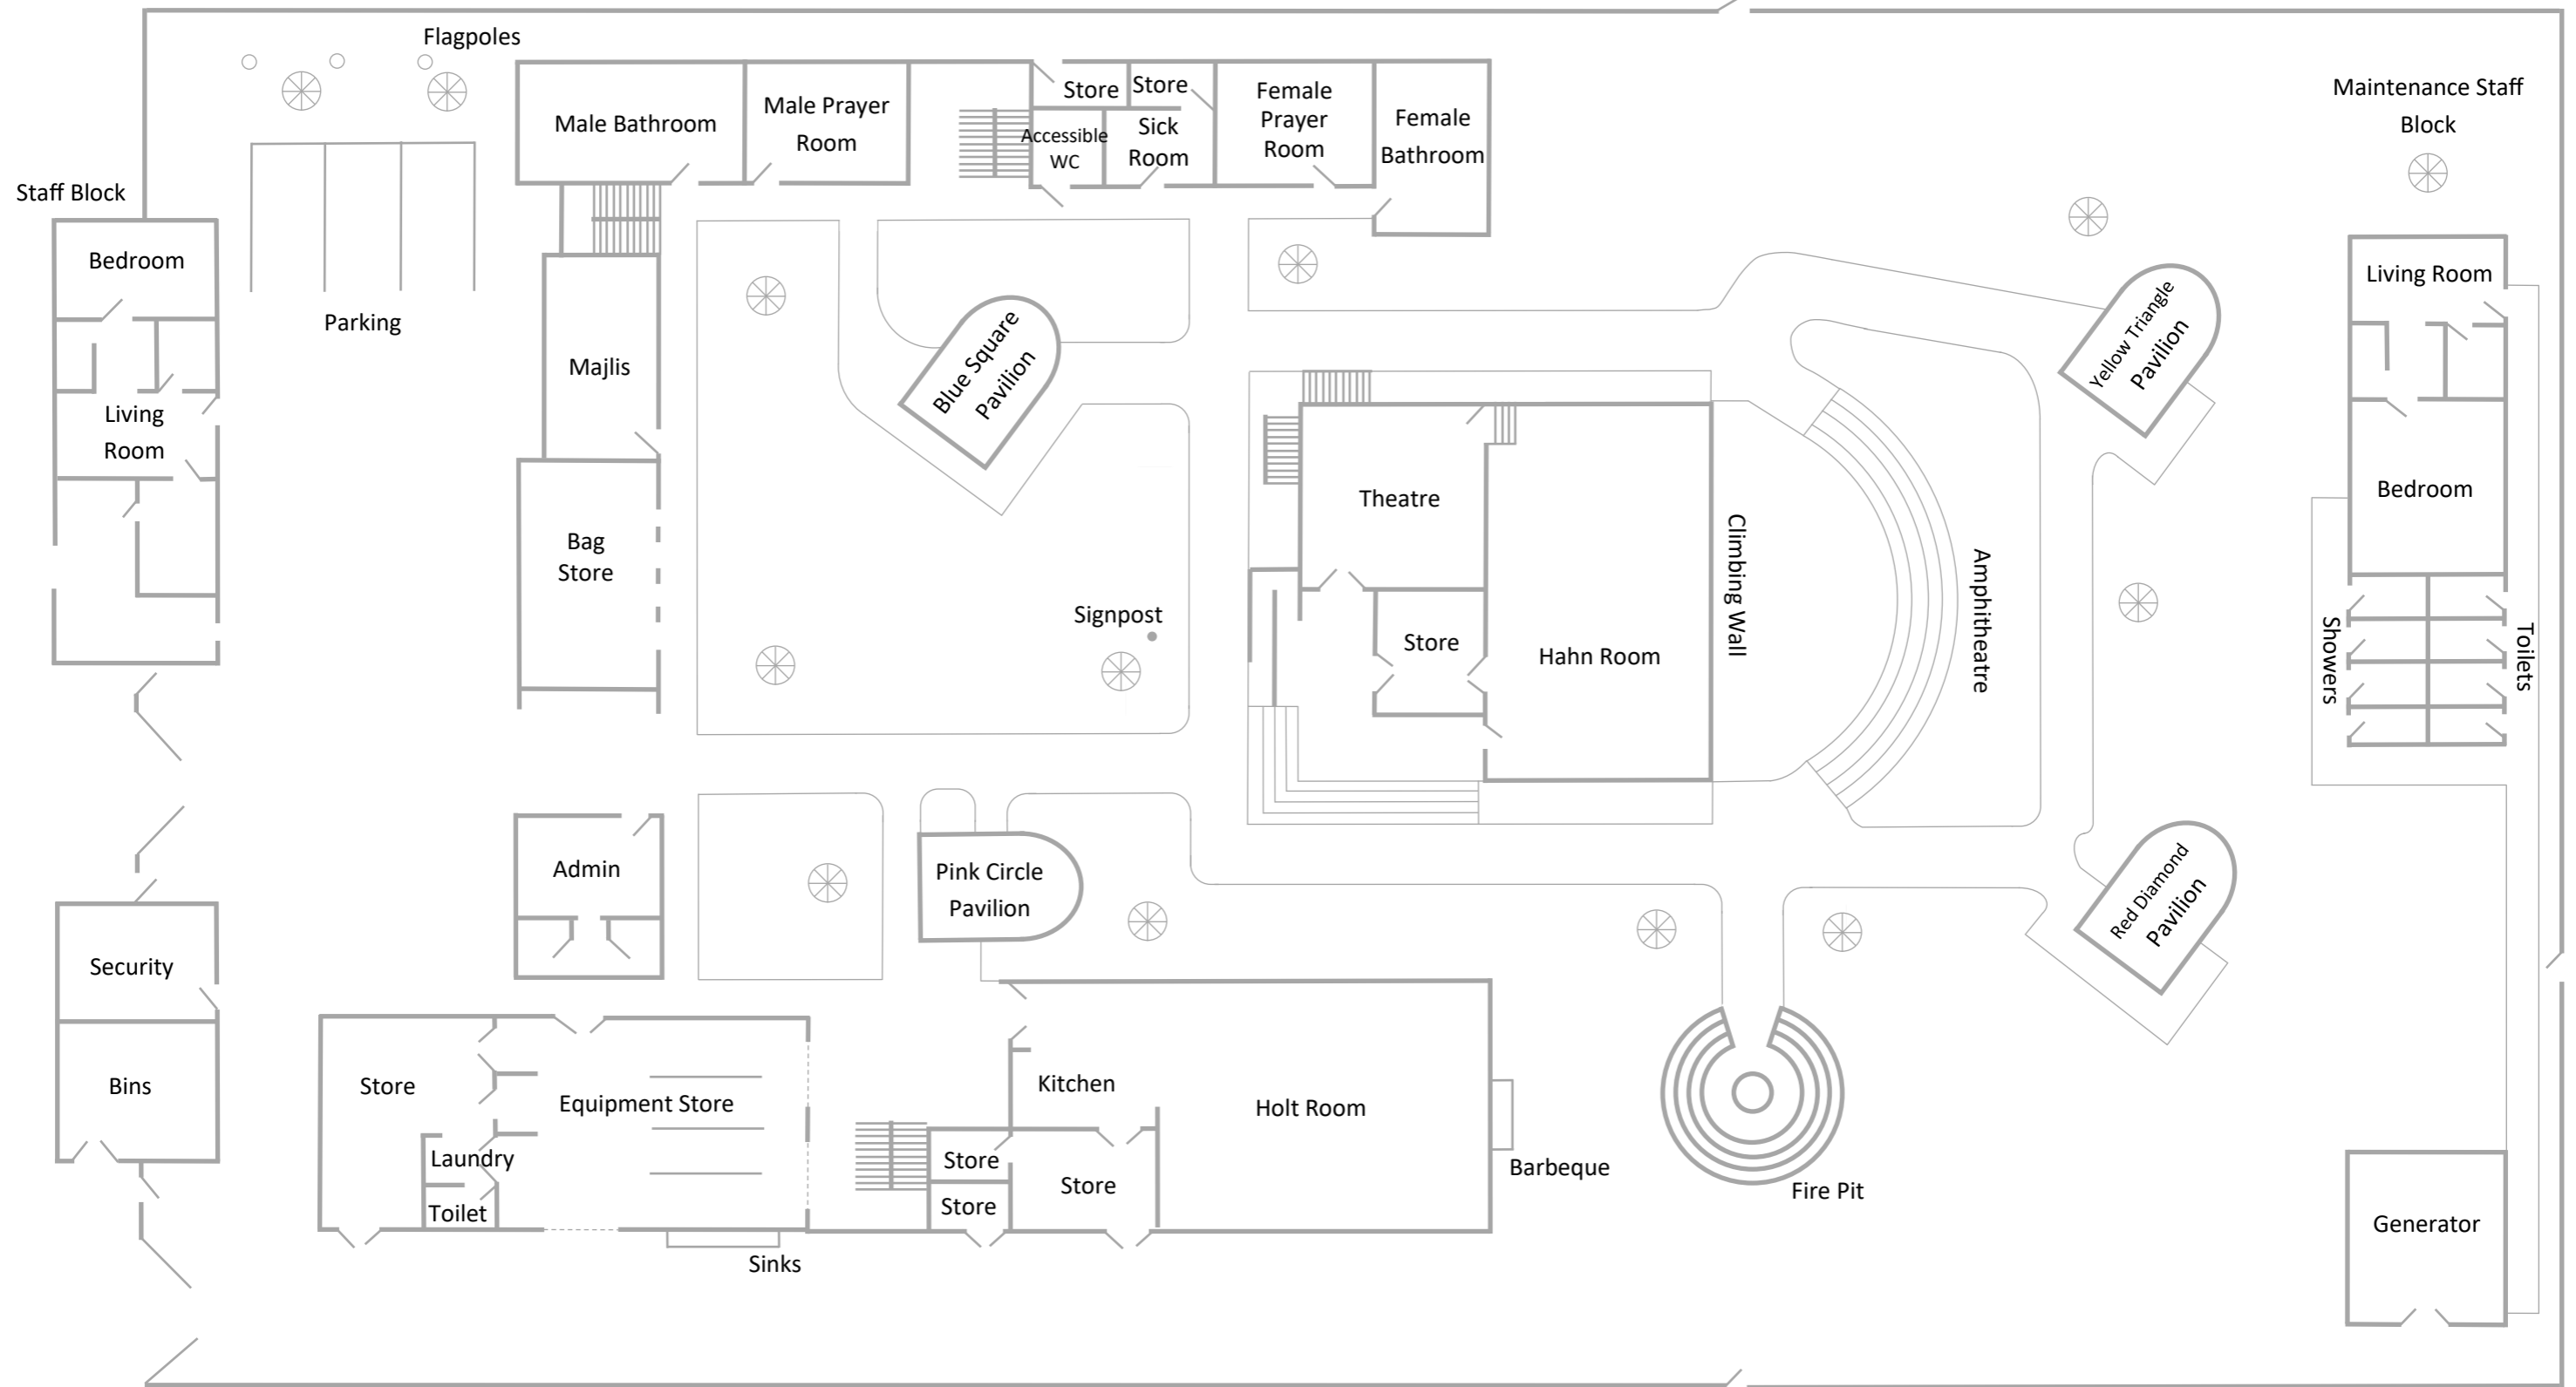 Flagpoles
Male Bathroom
Male Prayer
Room
Store
Store
Accessible
WC
Sick
Room
Female
Prayer
Room
Female
Bathroom
Maintenance Staff
Block
Staff Block
Bedroom
Parking
Living
Room
Majlis
Bag
Store
Blue Square
Pavilion
Signpost
Theatre
Store
Hahn Room
Climbing Wall
Amphitheatre
Yellow Triangle
Pavilion
Living Room
Bedroom
Showers
Toilets
Admin
Pink Circle
Pavilion
Red Diamond
Pavilion
Security
Bins
Store
Equipment Store
Laundry
Toilet
Sinks
Kitchen
Store
Store
Store
Holt Room
Barbeque
Fire Pit
Generator